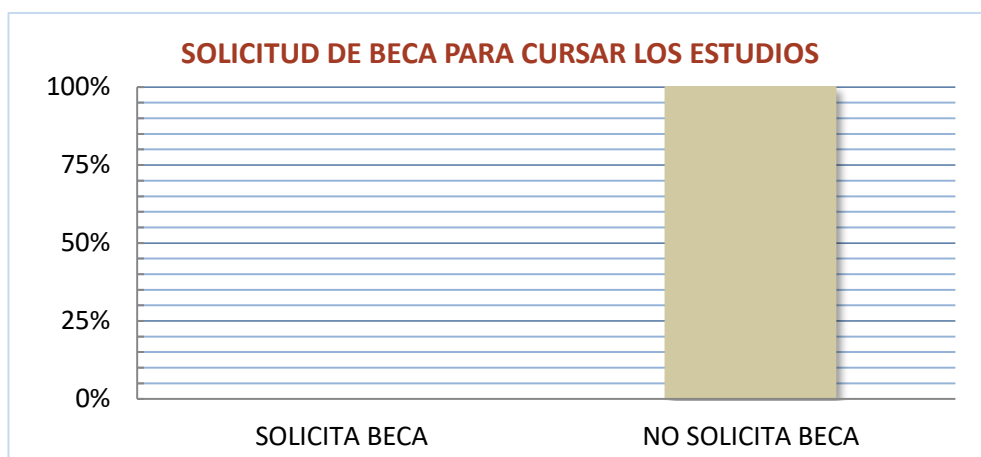 SOLICITUD DE BECA PARA CURSAR LOS ESTUDIOS
100%
75%
50%
25%
0%
SOLICITA BECA
NO SOLICITA BECA